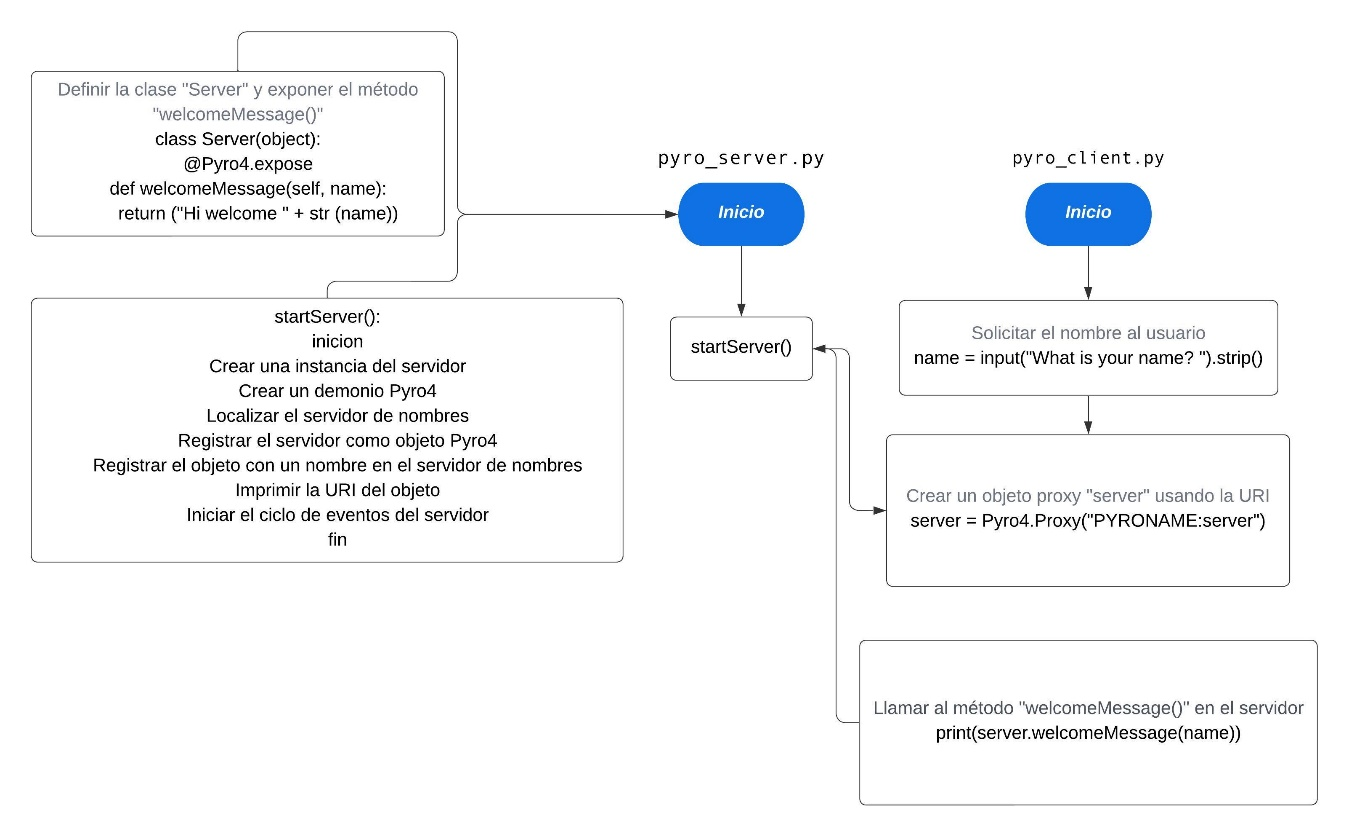 Definir la clase "Server" y exponer el método
"welcomeMessage()"
class Server(object):
@Pyro4.expose
def welcomeMessage(self, name):
return ("Hi welcome " + str (name))
startServer():
inicion
Crear una instancia del servidor
Crear un demonio Pyro4
Localizar el servidor de nombres
Registrar el servidor como objeto Pyro4
Registrar el objeto con un nombre en el servidor de nombres
Imprimir la URI del objeto
Iniciar el ciclo de eventos del servidor
fin
pyro_server.py
Inicio
startServer()
pyro_client.py
Inicio
Solicitar el nombre al usuario
name = input("What is your name? ").strip()
Crear un objeto proxy "server" usando la URI
server = Pyro4.Proxy("PYRONAME:server")
Llamar al método "welcomeMessage()" en el servidor
print(server.welcomeMessage(name))